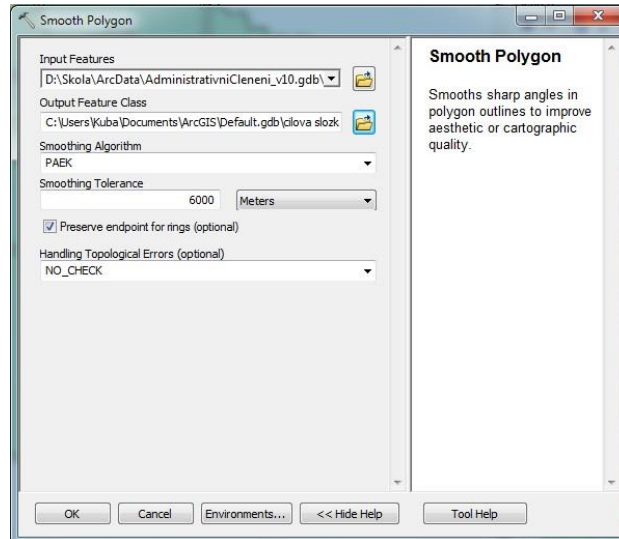 Smooth Polygon
Input Features
D:\Skola\ArcData\AdministrativniCleneni_v10.gdb\
Output Feature Class
C:\Users\Kuba\Documents\ArcGIS\Default.gdb\cilova slozk
Smoothing Algorithm
PAEK
Smoothing Tolerance
6000 Meters
Preserve endpoint for rings (optional)
Handling Topological Errors (optional)
NO_CHECK
Smooth Polygon
Smooths sharp angles in
polygon outlines to improve
aesthetic or cartographic
quality.
OK Cancel Environments... << Hide Help Tool Help